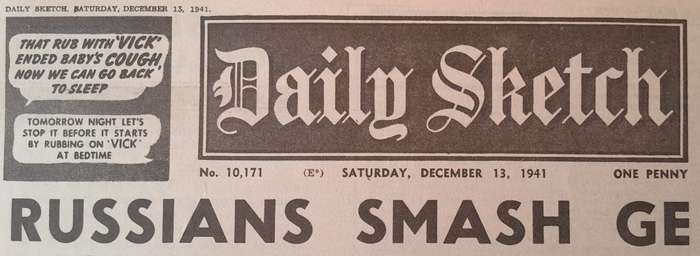 DAILY SKETCH, SATURDAY, DECEMBER 13, 1941.
THAT RUB WITH 'VICK'
ENDED BABY'S COUGH,
NOW WE CAN GO BACK
TO SLEEP
TOMORROW NIGHT LET'S
STOP IT BEFORE IT STARTS
BY RUBBING ON 'VICK'
AT BEDTIME
Daily Sketch
No. 10,171 (E*) SATURDAY, DECEMBER 13, 1941 ONE PENNY
RUSSIANS SMASH GE